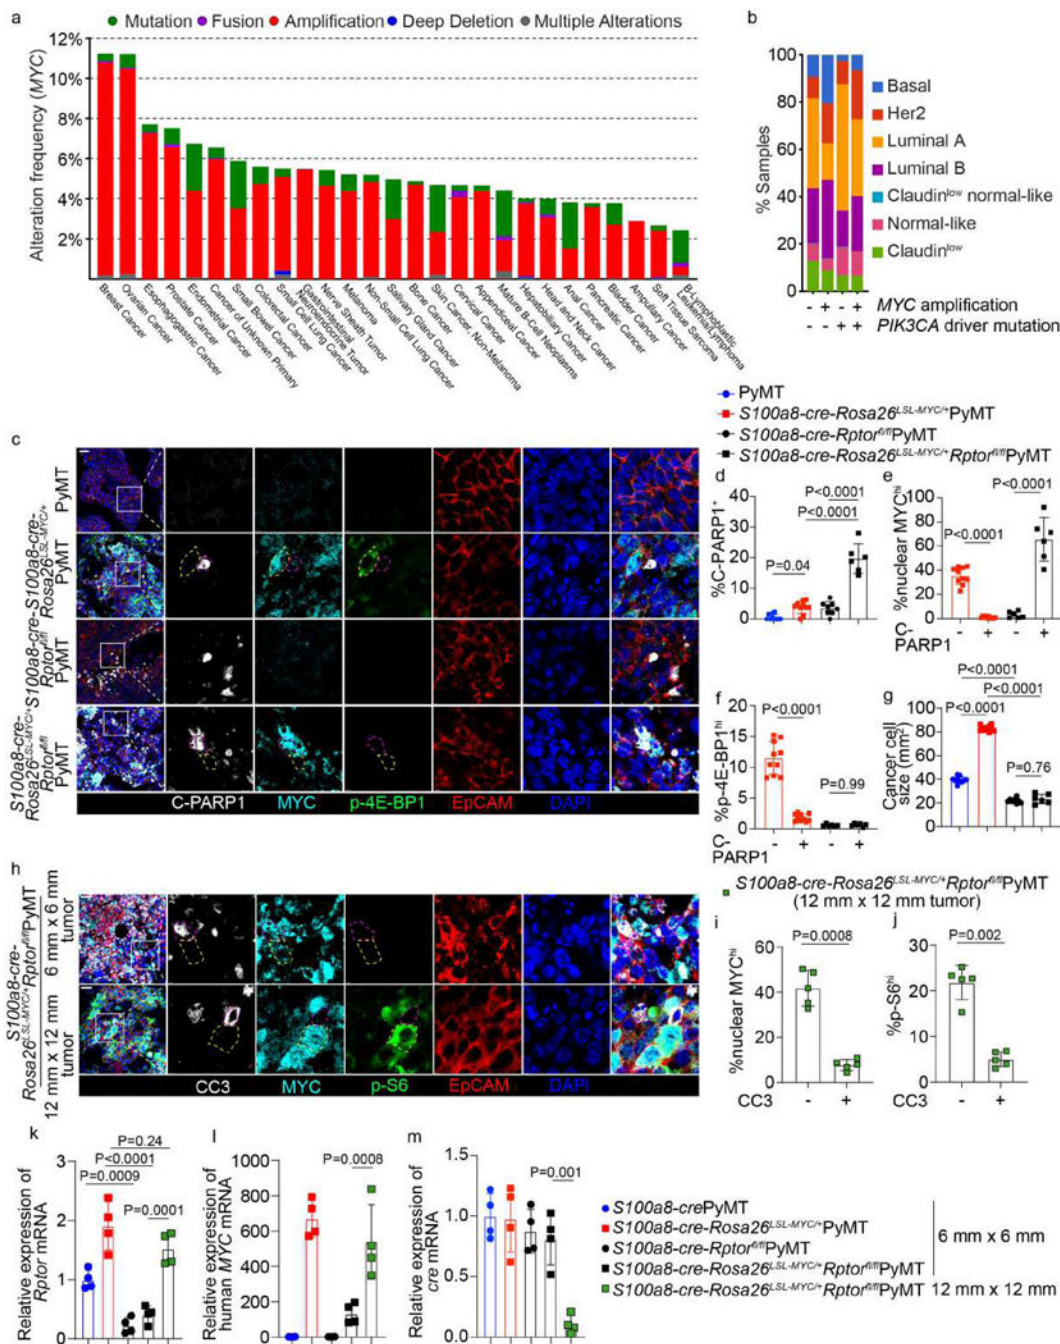 a
Mutation Fusion Amplification Deep Deletion Multiple Alterations
Alteration frequency (MYC)
12%
10%
8%
6%
4%
2%
Breast Cancer
Ovarian Cancer
Esophagogastric Cancer
Prostate Cancer
Endometrial Cancer
Cancer of Unknown Primary
Small Bowel Cancer
Colorectal Cancer
Small Cell Lung Cancer
Gastrointestinal
Neuroendocrine Tumor
Nerve Sheath Tumor
Melanoma
Non-Small Cell Lung Cancer
Salivary Gland Cancer
Bone Cancer
Skin Cancer, Non-Melanoma
Cervical Cancer
Appendiceal Cancer
Mature B-Cell Neoplasms
Hepatobiliary Cancer
Head and Neck Cancer
Anal Cancer
Pancreatic Cancer
Bladder Cancer
Ampullary Cancer
Soft Tissue Sarcoma
B-Lymphoblastic
Leukemia/Lymphoma
b
% Samples
100
80
60
40
20
0
Basal
Her2
Luminal A
Luminal B
Claudinlow normal-like
Normal-like
Claudinlow
- + - + MYC amplification
- - + + PIK3CA driver mutation
PyMT
S100a8-cre-Rosa26LSL-MYC/+PyMT
S100a8-cre-Rptorfl/flPyMT
S100a8-cre-Rosa26LSL-MYC/+Rptorfl/flPyMT
c
PyMT
S100a8-cre-
Rosa26LSL-MYC/+
PyMT
S100a8-cre-
Rptorfl/fl
PyMT
S100a8-cre-
Rosa26LSL-MYC/+
Rptorfl/fl
PyMT
C-PARP1 MYC p-4E-BP1 EpCAM DAPI
d
%C-PARP1+
40
30
20
10
0
P<0.0001
P<0.0001
P=0.04
e
%nuclear MYChi
100
80
60
40
20
0
P<0.0001
P<0.0001
C-
PARP1
- + - +
f
%p-4E-BP1hi
20
15
10
5
0
P<0.0001
P=0.99
C-
PARP1
- + - +
g
Cancer cell
size (mm2)
100
80
60
40
20
0
P<0.0001
P<0.0001
P<0.0001
P=0.76
h
S100a8-cre-
Rosa26LSL-MYC/+Rptorfl/flPyMT
6 mm x 6 mm
tumor
12 mm x 12 mm
tumor
CC3 MYC p-S6 EpCAM DAPI
S100a8-cre-Rosa26LSL-MYC/+Rptorfl/flPyMT
(12 mm x 12 mm tumor)
i
%nuclear MYChi
60
40
20
0
P=0.0008
CC3 - +
j
%p-S6hi
30
20
10
0
P=0.002
CC3 - +
k
Relative expression of
Rptor mRNA
3
2
1
0
P=0.24
P<0.0001
P=0.0009
P=0.0001
l
Relative expression of
human MYC mRNA
1000
800
600
400
200
0
P=0.0008
m
Relative expression of
cre mRNA
1.5
1.0
0.5
0.0
P=0.001
S100a8-crePyMT
S100a8-cre-Rosa26LSL-MYC/+PyMT
S100a8-cre-Rptorfl/flPyMT
S100a8-cre-Rosa26LSL-MYC/+Rptorfl/flPyMT
S100a8-cre-Rosa26LSL-MYC/+Rptorfl/flPyMT
6 mm x 6 mm
12 mm x 12 mm